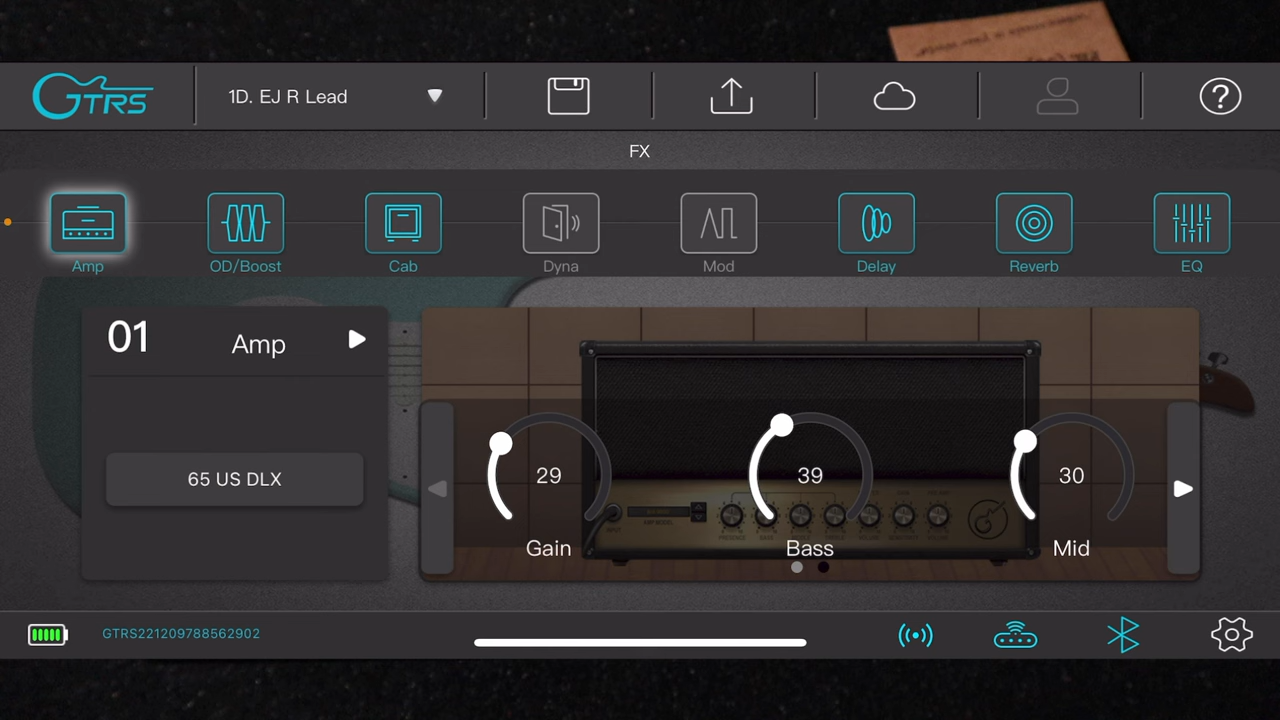 GTRS
1D. EJ R Lead
?
FX
Amp
OD/Boost
Cab
Dyna
Mod
Delay
Reverb
EQ
01
Amp
65 US DLX
29
39
30
Gain
Bass
Mid
GTRS221209788562902